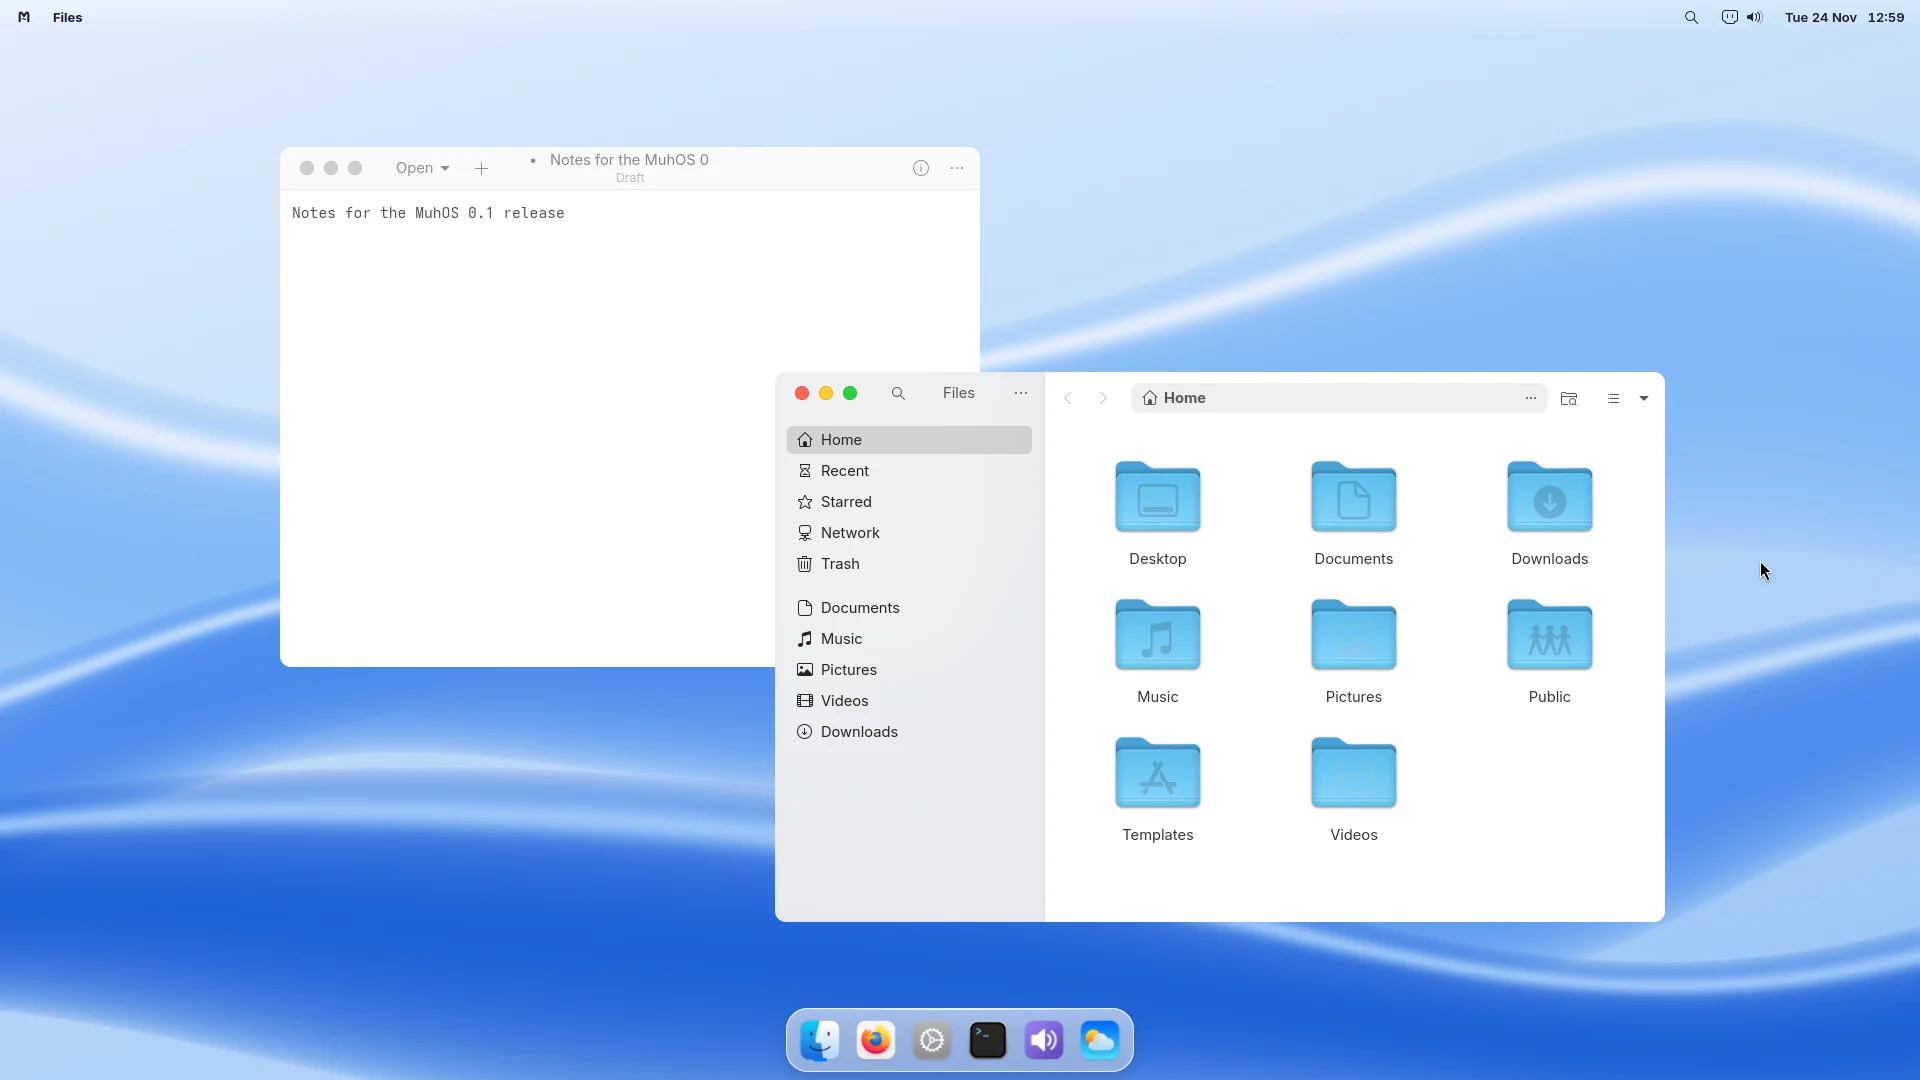 Files
Tue 24 Nov 12:59
Open
• Notes for the MuhOS 0
Draft
Notes for the MuhOS 0.1 release
Files
Home
Recent
Starred
Network
Trash
Documents
Music
Pictures
Videos
Downloads
Home
Desktop
Documents
Downloads
Music
Pictures
Public
Templates
Videos
>_